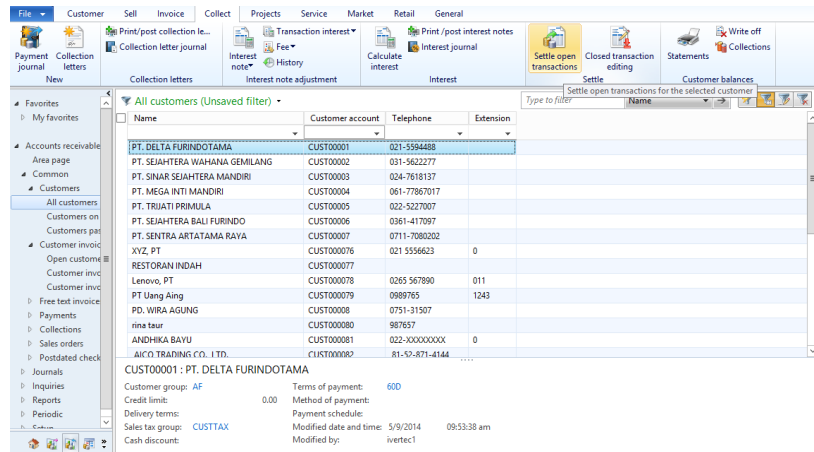 File Customer Sell Invoice Collect Projects Service Market Retail General
Print/post collection le... Transaction interest Print /post interest notes Write off
Collection letter journal Fee Interest journal Collections
History
Payment journal Collection letters Interest note Calculate interest Settle open transactions Closed transaction editing Statements
New Collection letters Interest note adjustment Interest Settle Customer balances
Settle open transactions for the selected customer
Favorites
My favorites
Accounts receivable
Area page
Common
Customers
All customers
Customers on
Customers pas
Customer invoic
Open custome
Customer invo
Customer invc
Free text invoice
Payments
Collections
Sales orders
Postdated check
Journals
Inquiries
Reports
Periodic
Setup
All customers (Unsaved filter) Type to filter Name
Name Customer account Telephone Extension
PT. DELTA FURINDOTAMA CUST00001 021-5594488
PT. SEJAHTERA WAHANA GEMILANG CUST00002 031-5622277
PT. SINAR SEJAHTERA MANDIRI CUST00003 024-7618137
PT. MEGA INTI MANDIRI CUST00004 061-77867017
PT. TRIJATI PRIMULA CUST00005 022-5227007
PT. SEJAHTERA BALI FURINDO CUST00006 0361-417097
PT. SENTRA ARTATAMA RAYA CUST00007 0711-7080202
XYZ, PT CUST000076 021 5556623 0
RESTORAN INDAH CUST000077
Lenovo, PT CUST000078 0265 567890 011
PT Uang Aing CUST000079 0989765 1243
PD. WIRA AGUNG CUST00008 0751-31507
rina taur CUST000080 987657
ANDHIKA BAYU CUST000081 022-XXXXXXXX 0
AICO TRADING CO., LTD. CUST000082 81-52-871-4144
CUST00001 : PT. DELTA FURINDOTAMA
Customer group: AF Terms of payment: 60D
Credit limit: 0.00 Method of payment:
Delivery terms: Payment schedule:
Sales tax group: CUSTTAX Modified date and time: 5/9/2014 09:53:38 am
Cash discount: Modified by: ivertec1